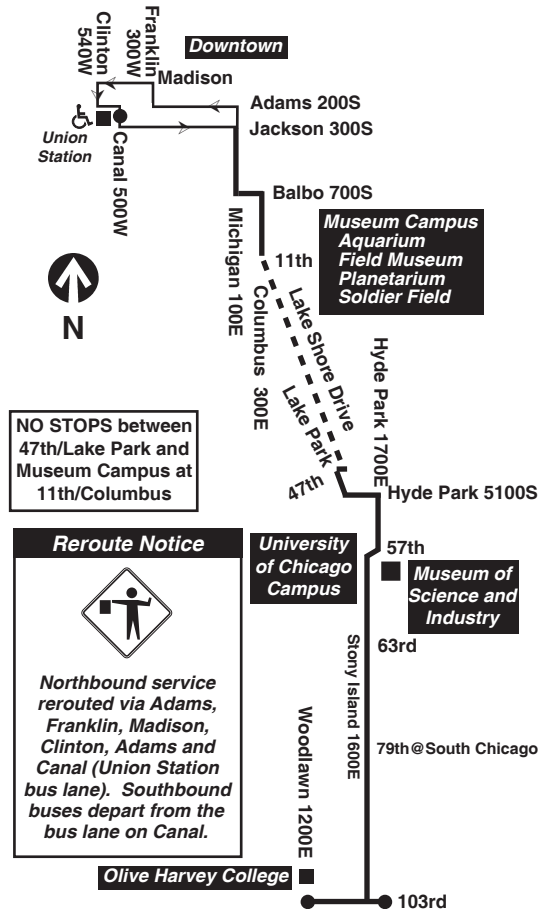 Clinton
540W
Franklin
300W
Downtown
Madison
Adams 200S
Jackson 300S
Union
Station
Canal 500W
Balbo 700S
Michigan 100E
Museum Campus
Aquarium
Field Museum
Planetarium
Soldier Field
11th
N
Columbus 300E
Lake Shore Drive
Lake Park
Hyde Park 1700E
NO STOPS between
47th/Lake Park and
Museum Campus at
11th/Columbus
47th
Hyde Park 5100S
Reroute Notice
Northbound service
rerouted via Adams,
Franklin, Madison,
Clinton, Adams and
Canal (Union Station
bus lane). Southbound
buses depart from the
bus lane on Canal.
University
of Chicago
Campus
57th
Museum of
Science and
Industry
63rd
Stony Island 1600E
79th@South Chicago
Woodlawn 1200E
Olive Harvey College
103rd